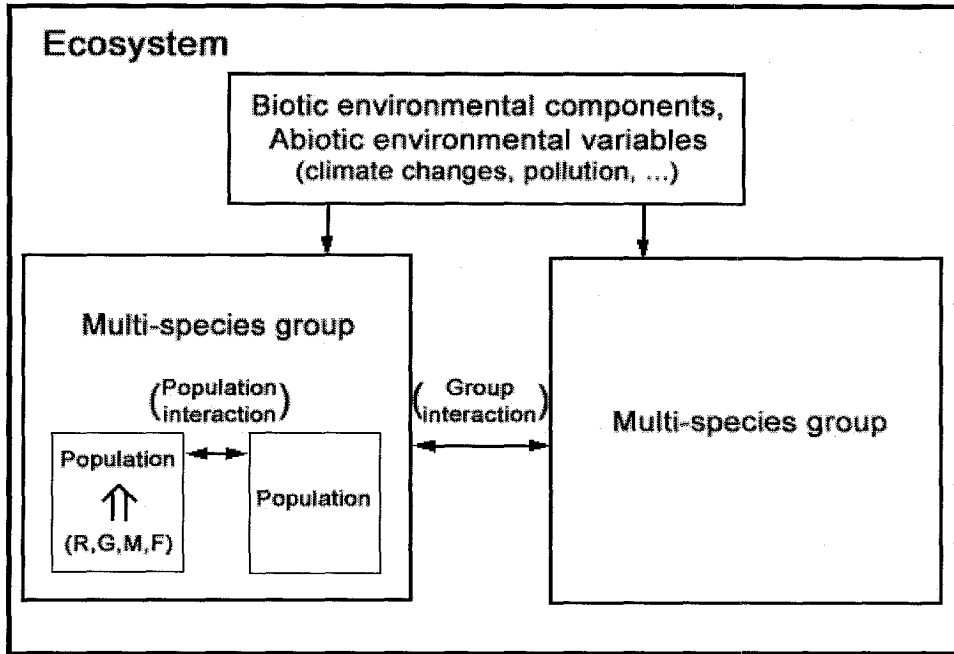 Ecosystem
Biotic environmental components,
Abiotic environmental variables
(climate changes, pollution, ...)
Multi-species group
(Population
interaction)
Population
(R,G,M,F)
Population
(Group
interaction)
Multi-species group